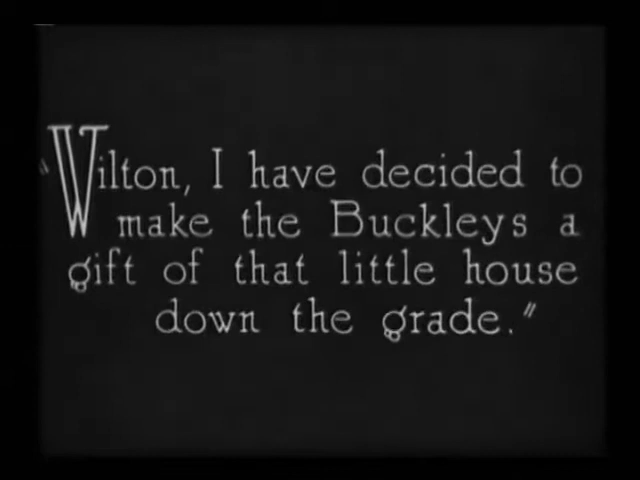 "Wilton, I have decided to
make the Buckleys a
gift of that little house
down the grade."